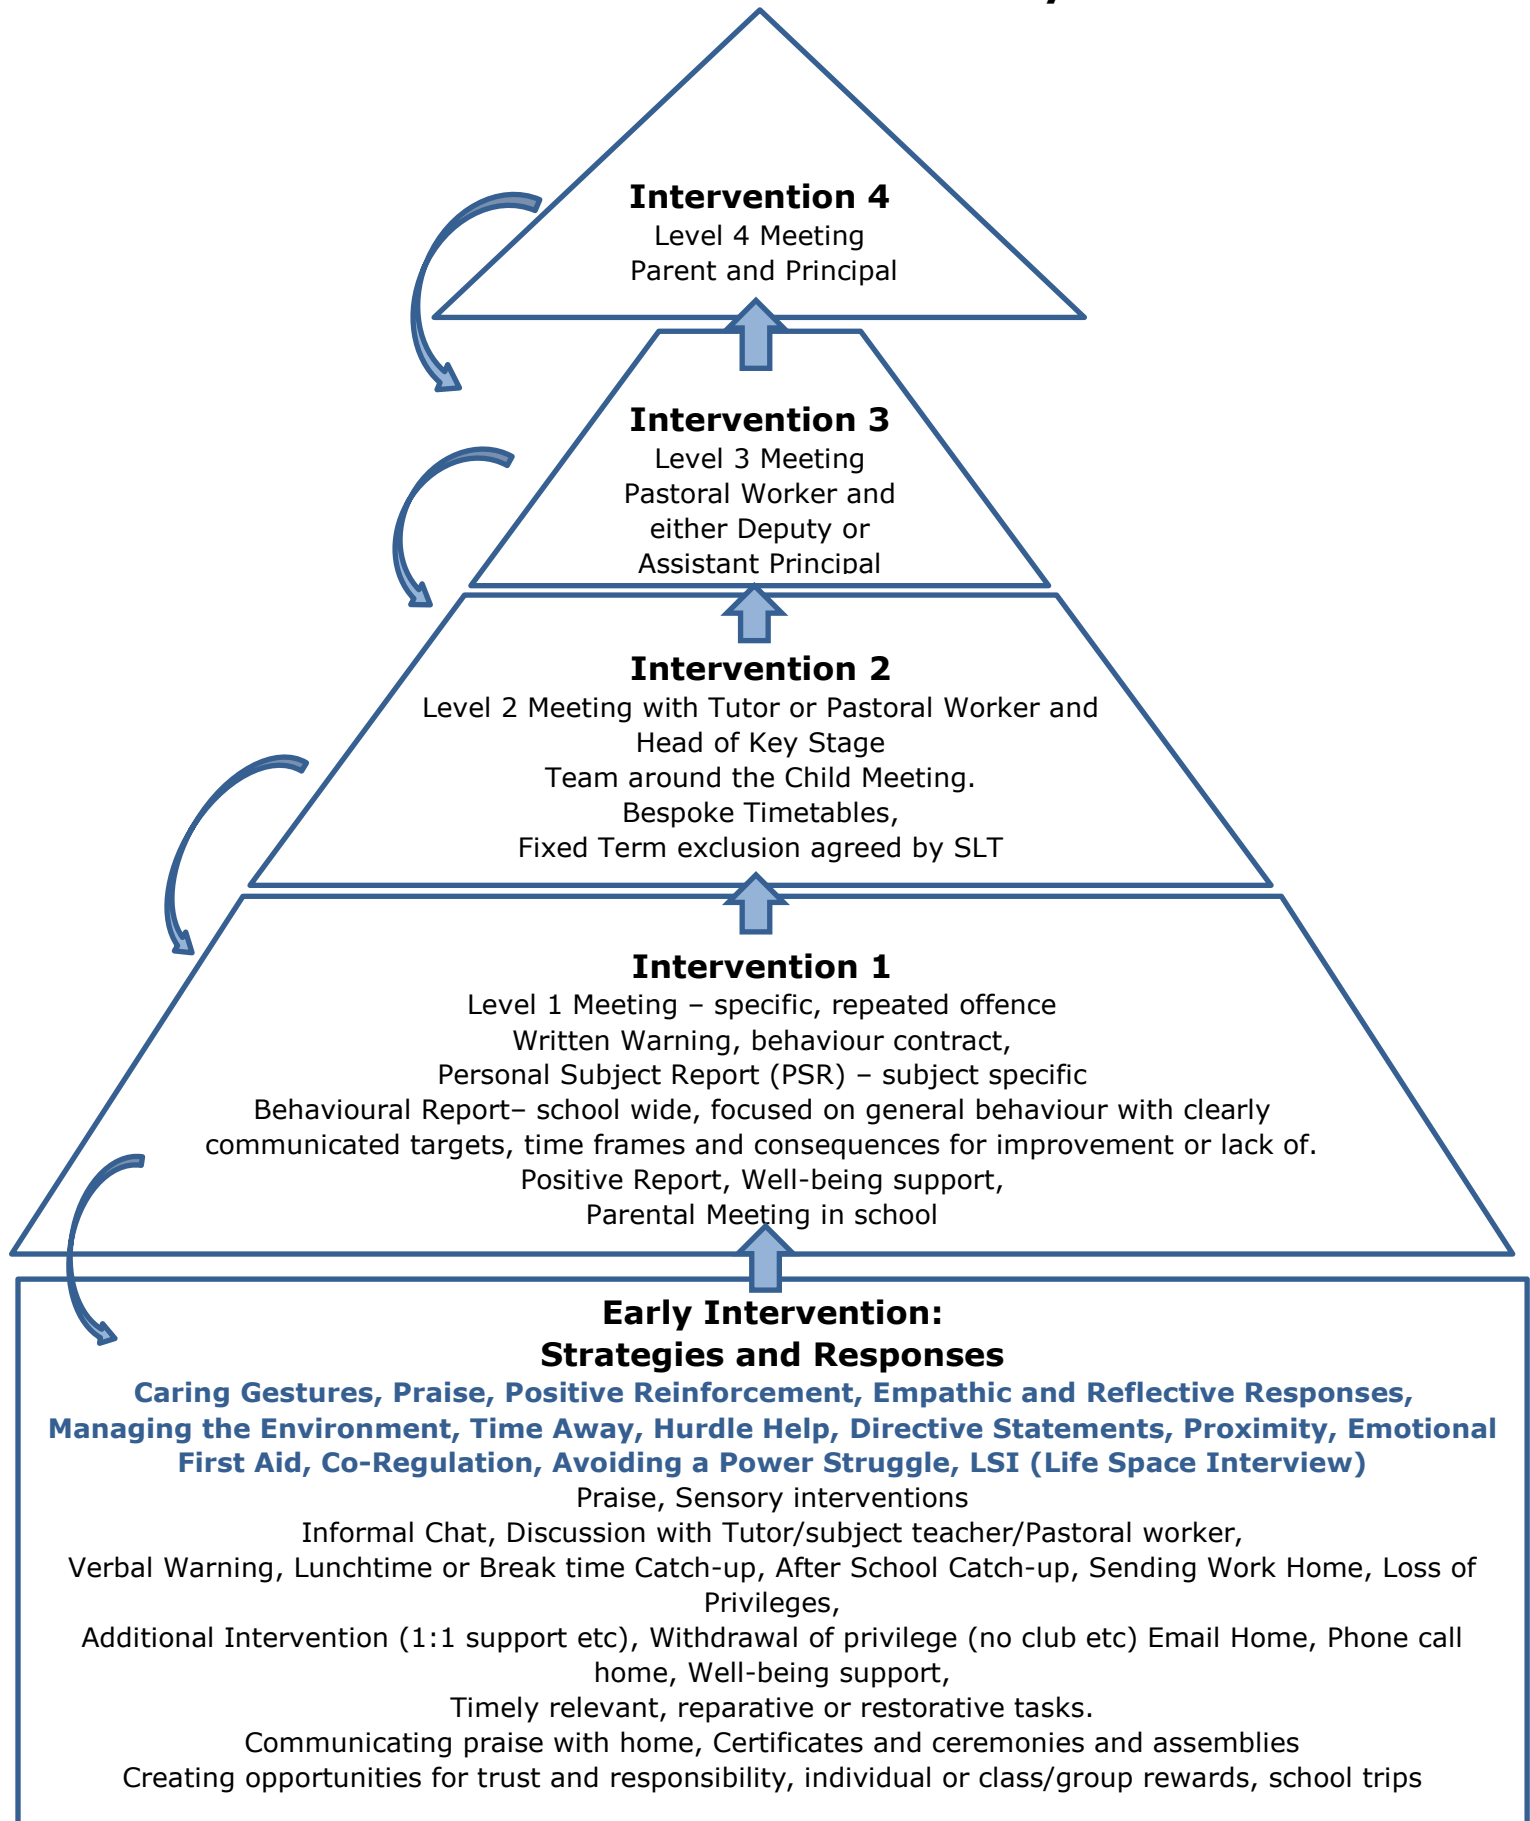 Intervention 4
Level 4 Meeting
Parent and Principal
Intervention 3
Level 3 Meeting
Pastoral Worker and
either Deputy or
Assistant Principal
Intervention 2
Level 2 Meeting with Tutor or Pastoral Worker and
Head of Key Stage
Team around the Child Meeting.
Bespoke Timetables,
Fixed Term exclusion agreed by SLT
Intervention 1
Level 1 Meeting – specific, repeated offence
Written Warning, behaviour contract,
Personal Subject Report (PSR) – subject specific
Behavioural Report– school wide, focused on general behaviour with clearly
communicated targets, time frames and consequences for improvement or lack of.
Positive Report, Well-being support,
Parental Meeting in school
Early Intervention:
Strategies and Responses
Caring Gestures, Praise, Positive Reinforcement, Empathic and Reflective Responses,
Managing the Environment, Time Away, Hurdle Help, Directive Statements, Proximity, Emotional
First Aid, Co-Regulation, Avoiding a Power Struggle, LSI (Life Space Interview)
Praise, Sensory interventions
Informal Chat, Discussion with Tutor/subject teacher/Pastoral worker,
Verbal Warning, Lunchtime or Break time Catch-up, After School Catch-up, Sending Work Home, Loss of
Privileges,
Additional Intervention (1:1 support etc), Withdrawal of privilege (no club etc) Email Home, Phone call
home, Well-being support,
Timely relevant, reparative or restorative tasks.
Communicating praise with home, Certificates and ceremonies and assemblies
Creating opportunities for trust and responsibility, individual or class/group rewards, school trips